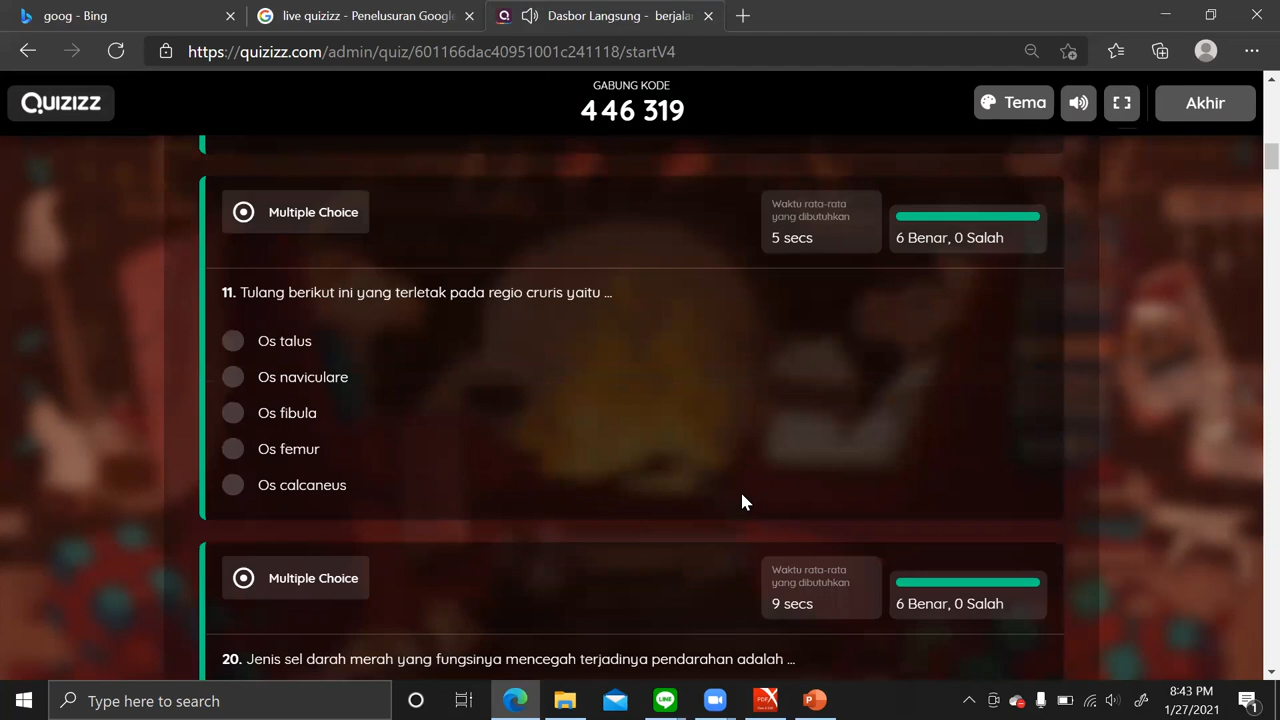 goog - Bing
live quizizz - Penelusuran Google
Dasbor Langsung - berjalan
https://quizizz.com/admin/quiz/601166dac40951001c241118/startV4
Quizizz
GABUNG KODE
446 319
Tema
Akhir
Multiple Choice
Waktu rata-rata
yang dibutuhkan
5 secs
6 Benar, 0 Salah
11. Tulang berikut ini yang terletak pada regio cruris yaitu ...
Os talus
Os naviculare
Os fibula
Os femur
Os calcaneus
Multiple Choice
Waktu rata-rata
yang dibutuhkan
9 secs
6 Benar, 0 Salah
20. Jenis sel darah merah yang fungsinya mencegah terjadinya pendarahan adalah ...
Type here to search
8:43 PM
1/27/2021